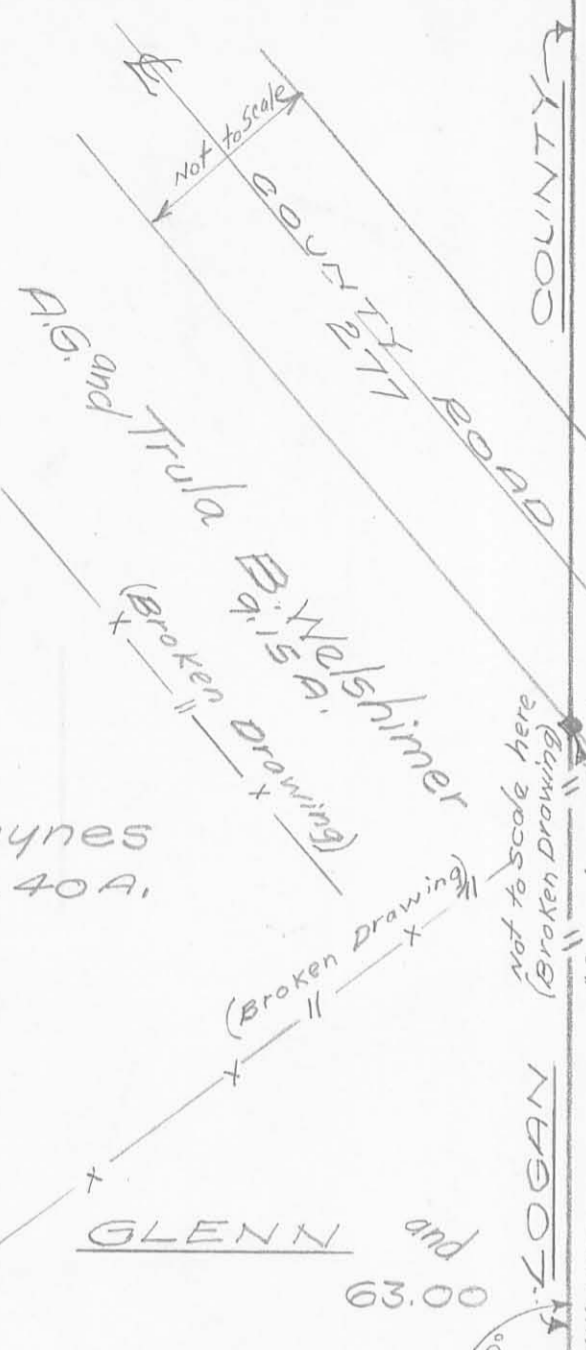 ℄
Not to scale
COUNTY ROAD
277
COUNTY
A.G. and Trula B. Welshimer
9.15 A.
(Broken Drawing)
Not to scale here
(Broken Drawing)
40 A.
(Broken Drawing)
LOGAN
GLENN and
63.00